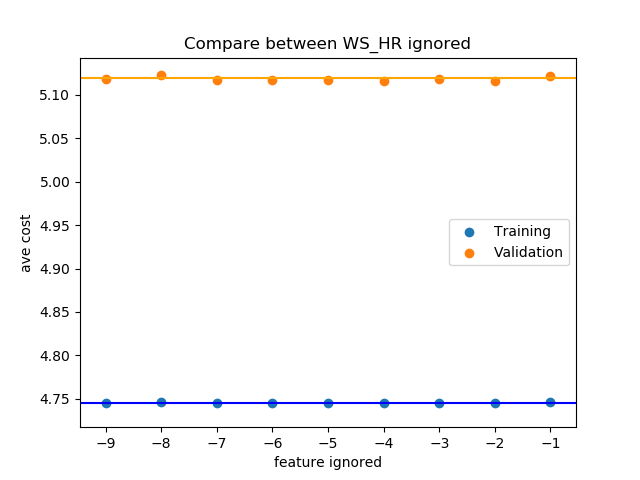 Compare between WS_HR ignored
5.10
5.05
5.00
4.95
4.90
4.85
4.80
4.75
ave cost
Training
Validation
−9 −8 −7 −6 −5 −4 −3 −2 −1
feature ignored